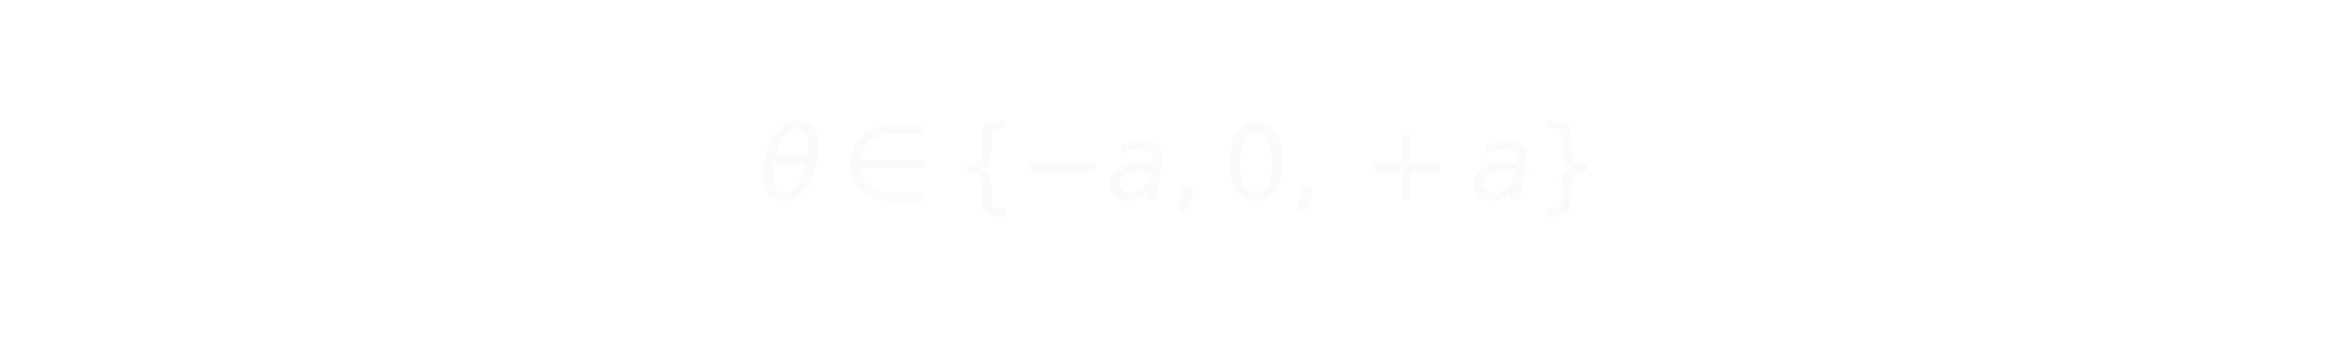 θ ∈ {−a, 0, + a}